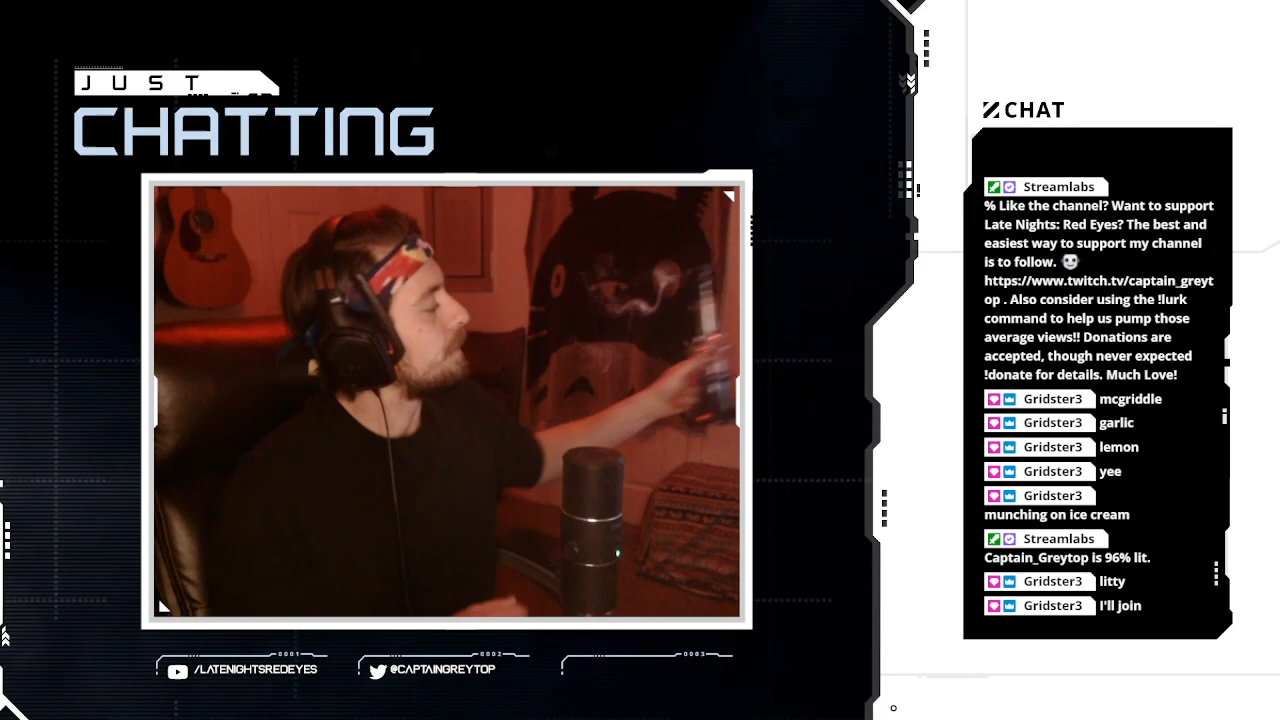 JUST
CHATTING
CHAT
Streamlabs
% Like the channel? Want to support
Late Nights: Red Eyes? The best and
easiest way to support my channel
is to follow.
https://www.twitch.tv/captain_greyt
op . Also consider using the !lurk
command to help us pump those
average views!! Donations are
accepted, though never expected
!donate for details. Much Love!
Gridster3 mcgriddle
Gridster3 garlic
Gridster3 lemon
Gridster3 yee
Gridster3
munching on ice cream
Streamlabs
Captain_Greytop is 96% lit.
Gridster3 litty
Gridster3 I'll join
0001
0002
0003
/LATENIGHTSREDEYES
@CAPTAINGREYTOP